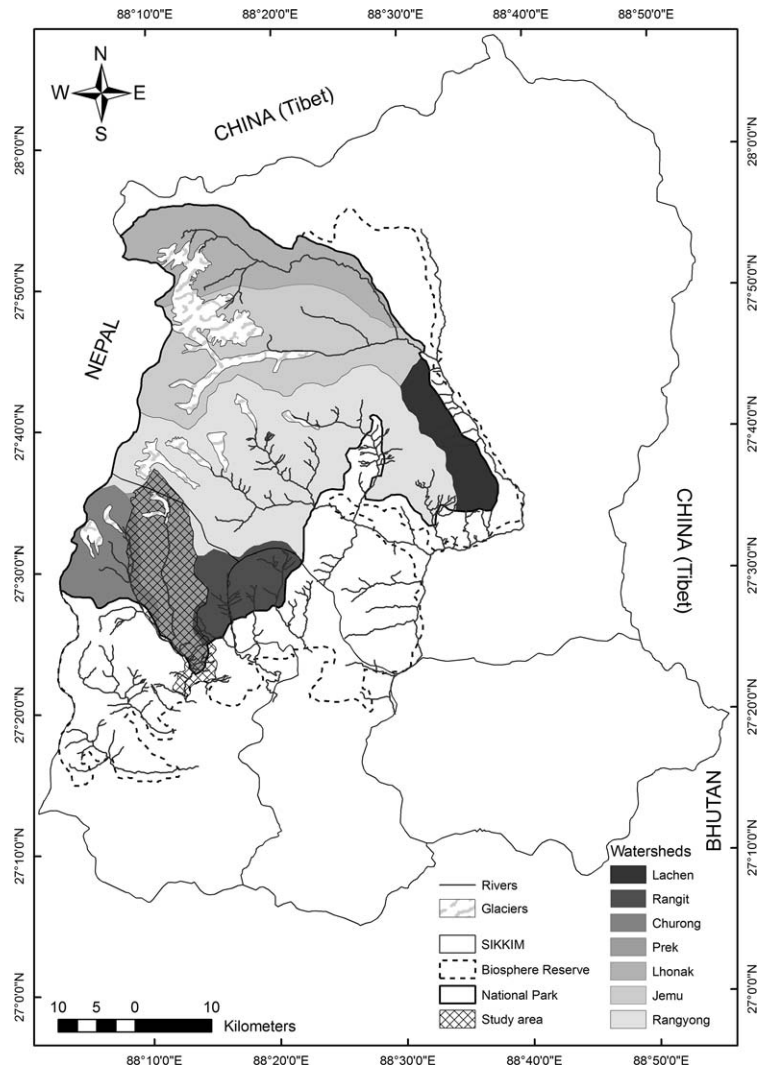 88°10'0"E 88°20'0"E 88°30'0"E 88°40'0"E 88°50'0"E
N
W E
S
CHINA (Tibet)
28°0'0"N
28°0'0"N
27°50'0"N
27°50'0"N
NEPAL
27°40'0"N
27°40'0"N
CHINA (Tibet)
27°30'0"N
27°30'0"N
27°20'0"N
27°20'0"N
BHUTAN
27°10'0"N
27°10'0"N
27°0'0"N
27°0'0"N
Rivers
Glaciers
SIKKIM
Biosphere Reserve
National Park
Study area
Watersheds
Lachen
Rangit
Churong
Prek
Lhonak
Jemu
Rangyong
10 5 0 10
Kilometers
88°10'0"E 88°20'0"E 88°30'0"E 88°40'0"E 88°50'0"E